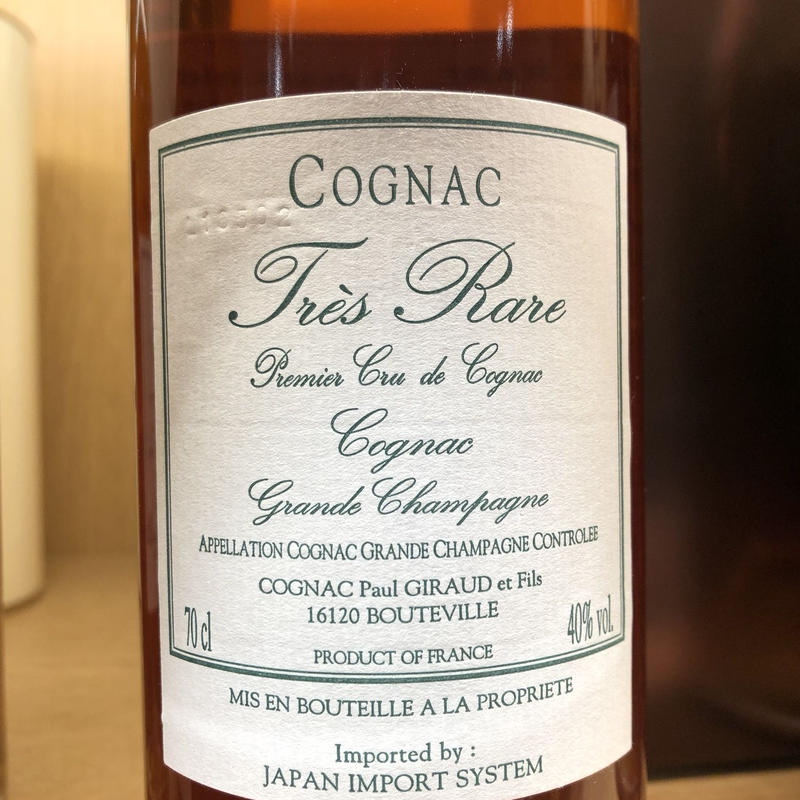 COGNAC
Très Rare
Premier Cru de Cognac
Cognac
Grande Champagne
APPELLATION COGNAC GRANDE CHAMPAGNE CONTROLEE
COGNAC Paul GIRAUD et Fils
16120 BOUTEVILLE
70 cl
40% vol.
PRODUCT OF FRANCE
MIS EN BOUTEILLE A LA PROPRIETE
Imported by :
JAPAN IMPORT SYSTEM